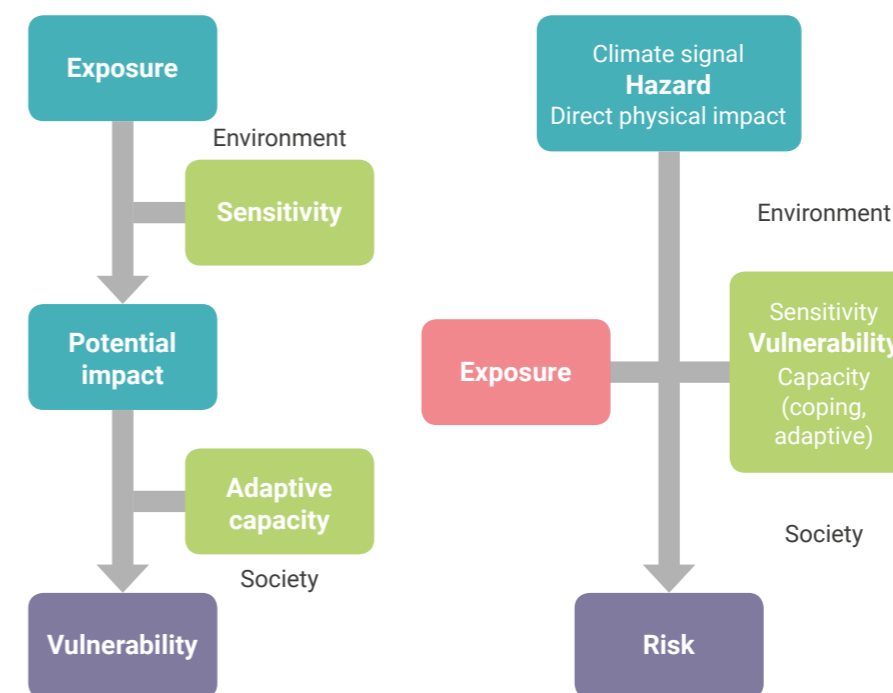 Exposure
Environment
Sensitivity
Potential
impact
Adaptive
capacity
Society
Vulnerability
Climate signal
Hazard
Direct physical impact
Environment
Exposure
Sensitivity
Vulnerability
Capacity
(coping,
adaptive)
Society
Risk